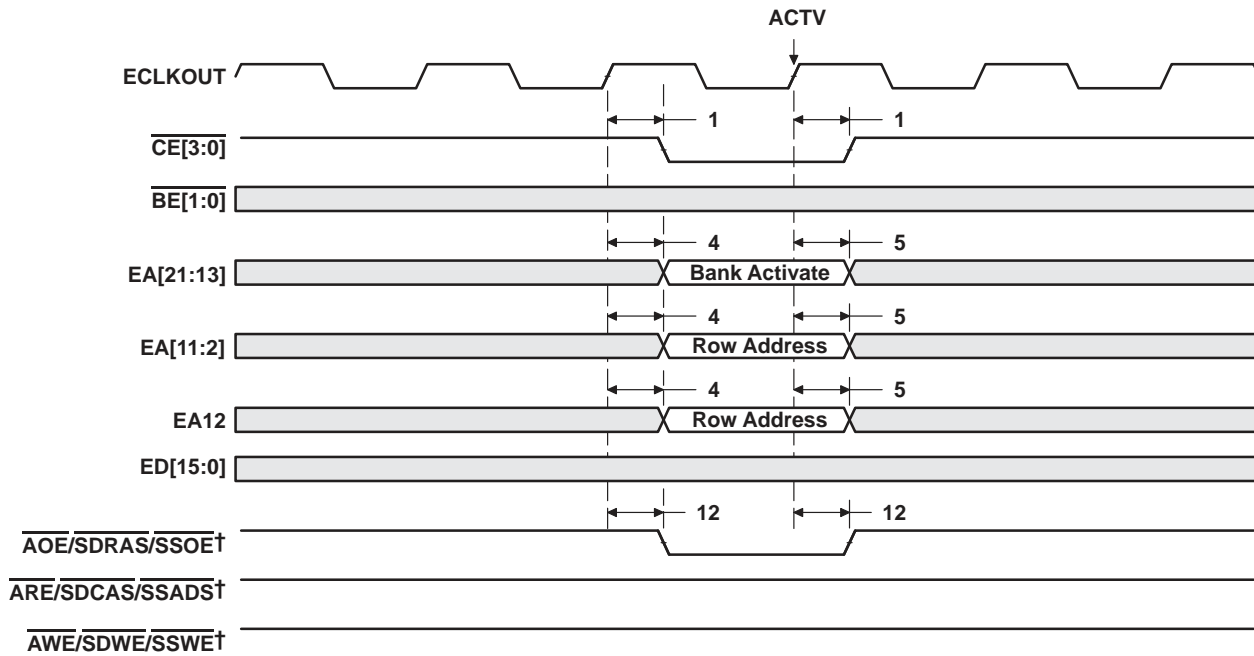 ACTV
ECLKOUT
1 1
CE[3:0]
BE[1:0]
4 5
EA[21:13] Bank Activate
4 5
EA[11:2] Row Address
4 5
EA12 Row Address
ED[15:0]
12 12
AOE/SDRAS/SSOE†
ARE/SDCAS/SSADS†
AWE/SDWE/SSWE†